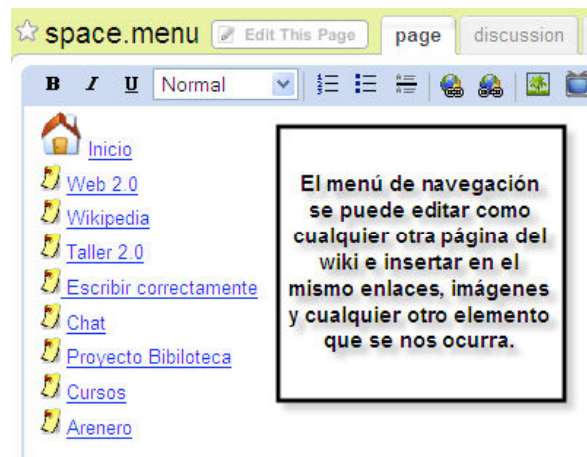 space.menu Edit This Page page discussion
B I U Normal
Inicio
Web 2.0
Wikipedia
Taller 2.0
Escribir correctamente
Chat
Proyecto Bibiloteca
Cursos
Arenero
El menú de navegación
se puede editar como
cualquier otra página del
wiki e insertar en el
mismo enlaces, imágenes
y cualquier otro elemento
que se nos ocurra.